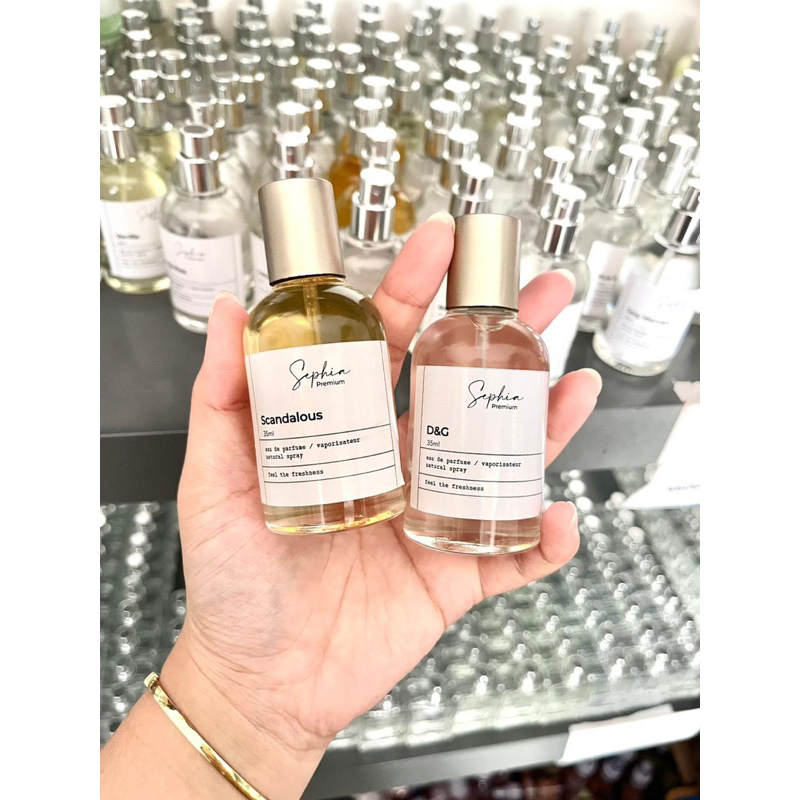 Sephia
Premium
Scandalous
35ml
eau de parfume / vaporisateur
natural spray
feel the freshness
Sephia
Premium
D&G
35ml
eau de parfume / vaporisateur
natural spray
feel the freshness